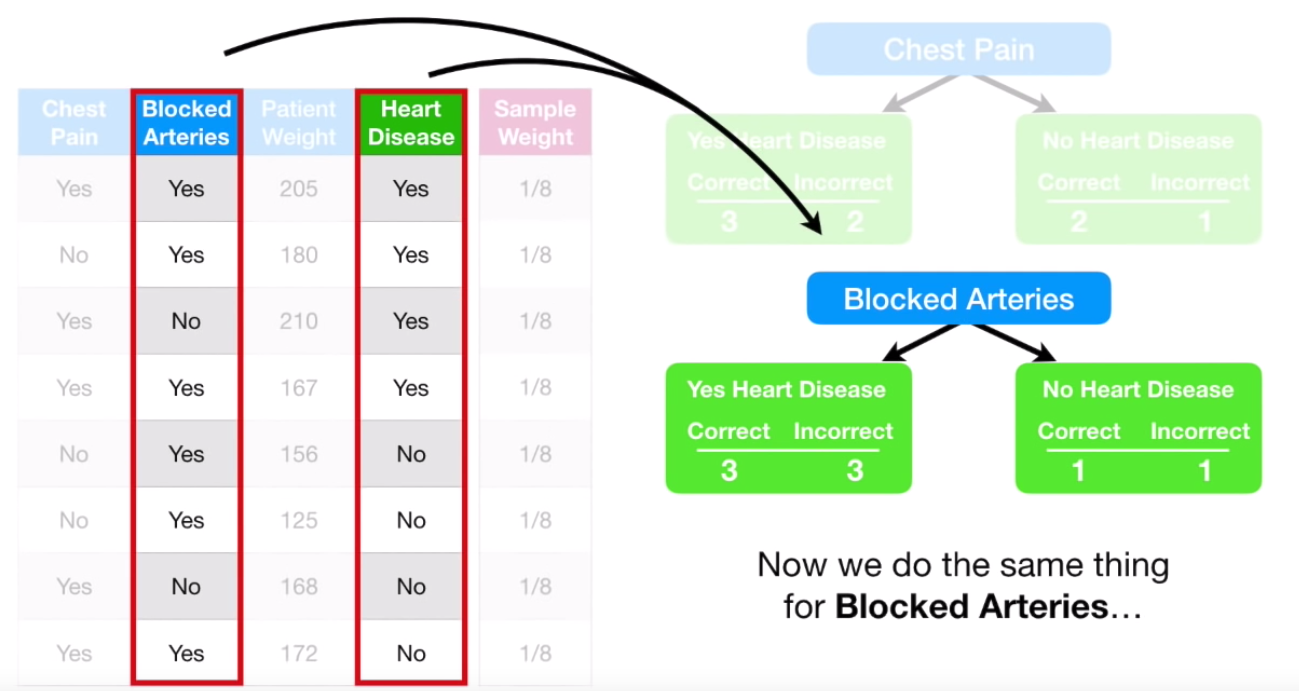 Chest Pain
Blocked Arteries
Patient Weight
Heart Disease
Sample Weight
Yes Yes 205 Yes 1/8
No Yes 180 Yes 1/8
Yes No 210 Yes 1/8
Yes Yes 167 Yes 1/8
No Yes 156 No 1/8
No Yes 125 No 1/8
Yes No 168 No 1/8
Yes Yes 172 No 1/8
Chest Pain
Yes Heart Disease
Correct Incorrect
3 2
No Heart Disease
Correct Incorrect
2 1
Blocked Arteries
Yes Heart Disease
Correct Incorrect
3 3
No Heart Disease
Correct Incorrect
1 1
Now we do the same thing
for Blocked Arteries…